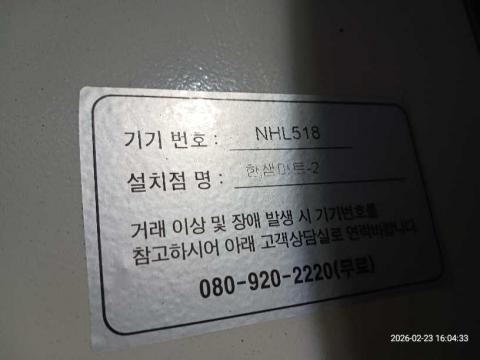 기기 번호 : NHL518
설치점 명 : 한샘마트-2
거래 이상 및 장애 발생 시 기기번호를
참고하시어 아래 고객상담실로 연락바랍니다.
080-920-2220(무료)
2026-02-23 16:04:33